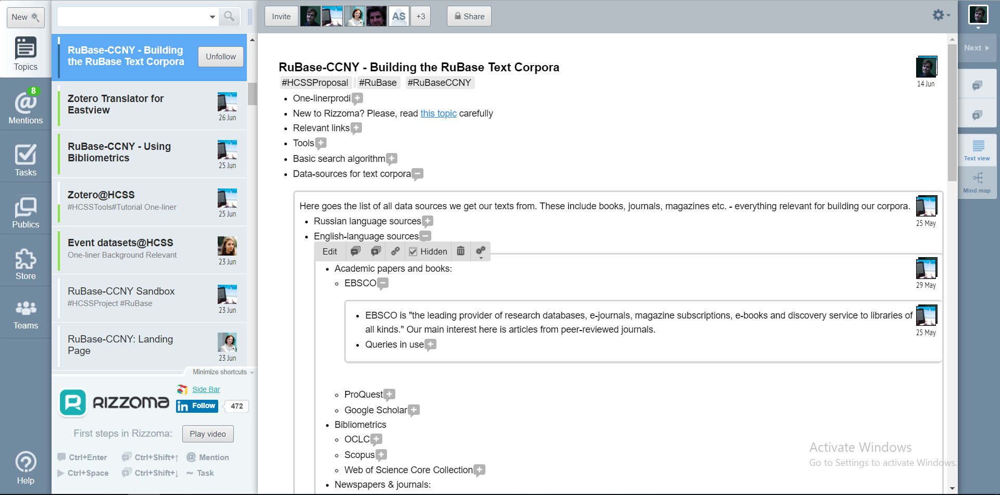 New
Topics
8
Mentions
Tasks
Publics
Store
Teams
Help
RuBase-CCNY - Building
the RuBase Text Corpora
Unfollow
Zotero Translator for
Eastview
26 Jun
RuBase-CCNY - Using
Bibliometrics
25 Jun
Zotero@HCSS
#HCSSTools#Tutorial One-liner
25 Jun
Event datasets@HCSS
One-liner Background Relevant
23 Jun
RuBase-CCNY Sandbox
#HCSSProject #RuBase
23 Jun
RuBase-CCNY: Landing
Page
23 Jun
Minimize shortcuts
RIZZOMA
Side Bar
in Follow 472
First steps in Rizzoma: Play video
Ctrl+Enter Ctrl+Shift+↑ @ Mention
Ctrl+Space Ctrl+Shift+↓ ~ Task
Invite AS +3 Share
RuBase-CCNY - Building the RuBase Text Corpora
14 Jun
#HCSSProposal #RuBase #RuBaseCCNY
• One-linerprodi
• New to Rizzoma? Please, read this topic carefully
• Relevant links
• Tools
• Basic search algorithm
• Data-sources for text corpora
Here goes the list of all data sources we get our texts from. These include books, journals, magazines etc. - everything relevant for building our corpora.
25 May
• Russian language sources
• English-language sources
Edit Hidden
• Academic papers and books:
29 May
◦ EBSCO
• EBSCO is "the leading provider of research databases, e-journals, magazine subscriptions, e-books and discovery service to libraries of
all kinds." Our main interest here is articles from peer-reviewed journals.
25 May
• Queries in use
◦ ProQuest
◦ Google Scholar
• Bibliometrics
◦ OCLC
◦ Scopus
◦ Web of Science Core Collection
• Newspapers & journals:
Activate Windows
Go to Settings to activate Windows.
Next
Text view
Mind map